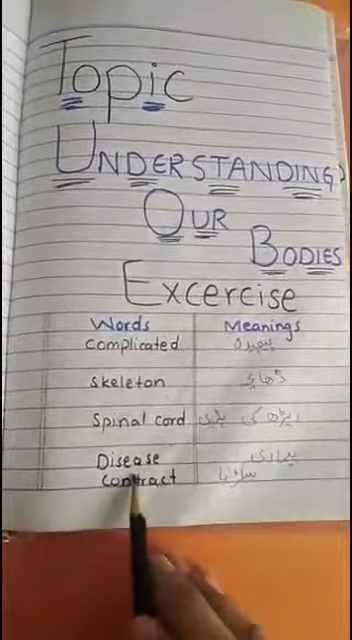 Topic
UNDERSTANDING
OUR
BODIES
Excercise
Words Meanings
Complicated پیچیدہ
Skeleton ڈھانچہ
Spinal cord ریڑھ کی ہڈی
Disease بیماری
Contract سکڑنا